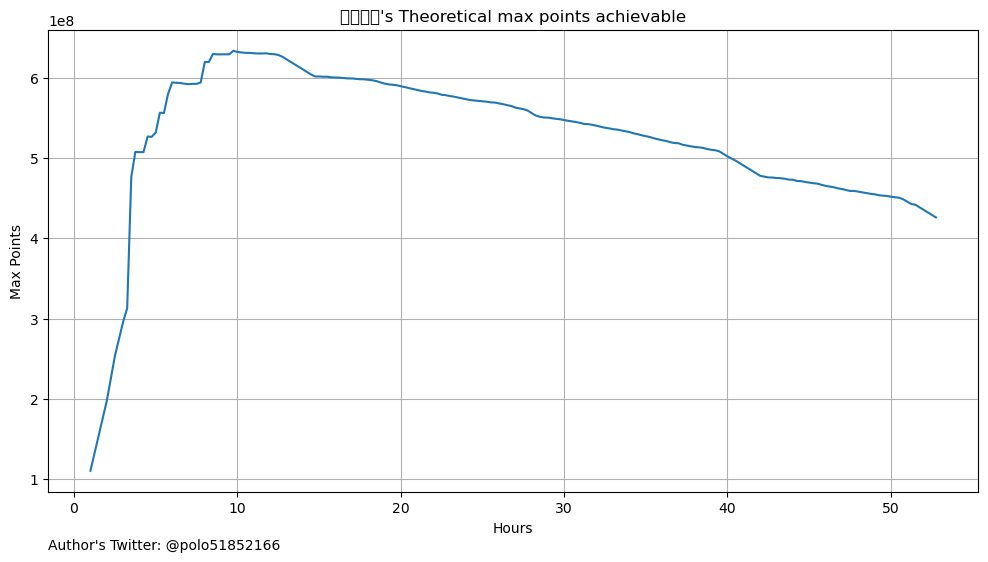 's Theoretical max points achievable
1e8
6
5
4
3
2
1
Max Points
0 10 20 30 40 50
Hours
Author's Twitter: @polo51852166